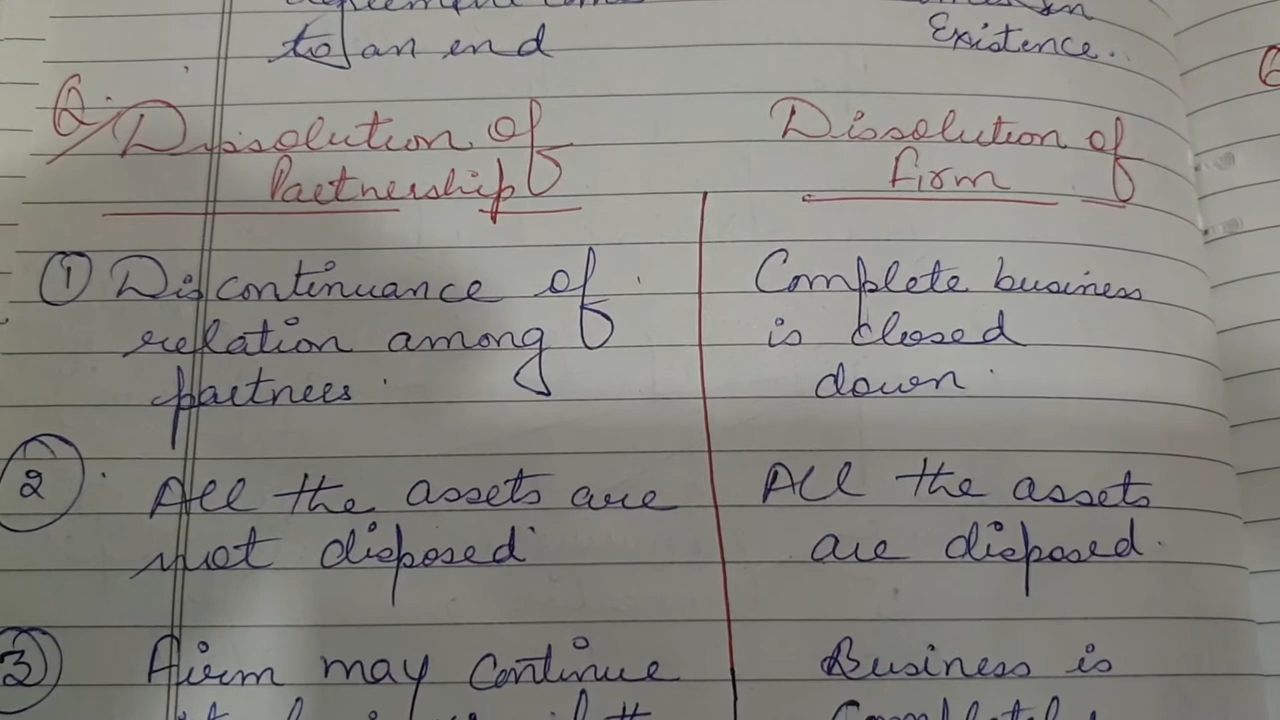 to an end
Existence.
Q. Dissolution of
Partnership
Dissolution of
firm
① Discontinuance of
relation among
partners.
Complete business
is closed
down.
② All the assets are
not disposed
All the assets
are disposed.
③ Firm may continue
Business is